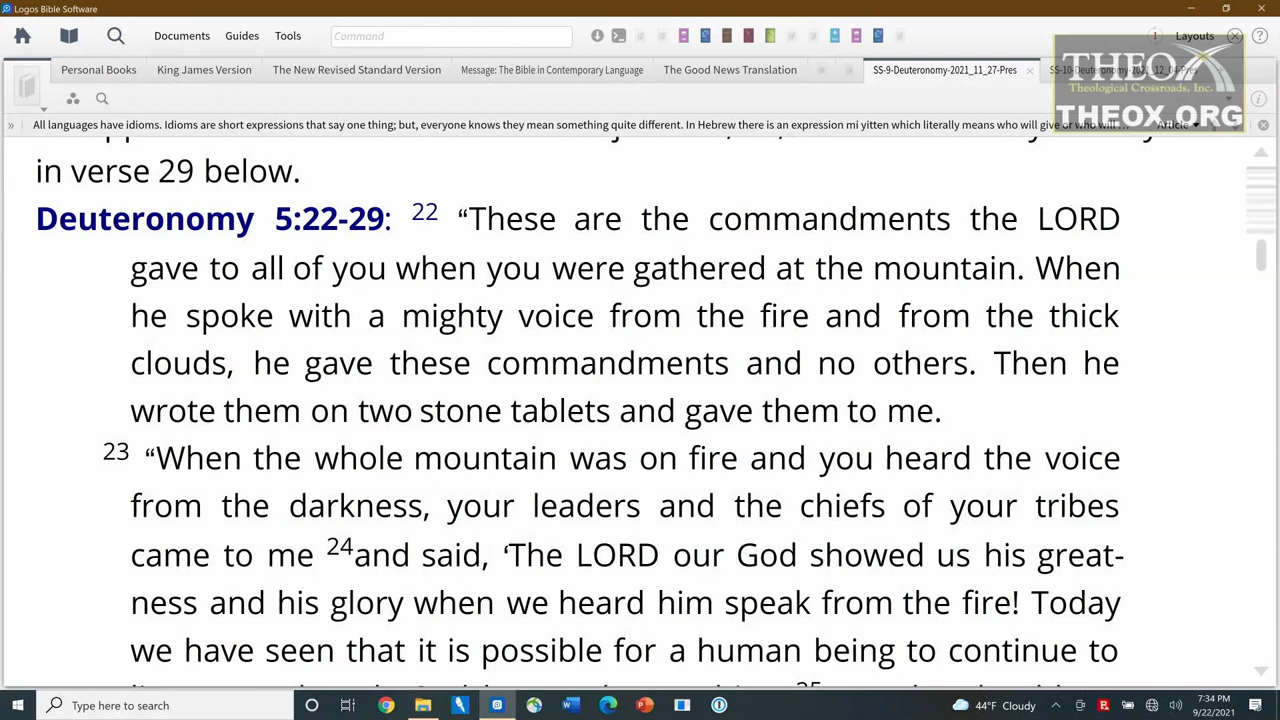 Logos Bible Software
Documents Guides Tools Command Layouts
Personal Books King James Version The New Revised Message: The Bible in Contemporary Language The Good News Translation SS-9-Deuteronomy-2021_11_27-Pres SS-10-Deuteronomy-2021_12_04-Pres
THEOX
Theological Crossroads, Inc.
THEOX.ORG
All languages have idioms. Idioms are short expressions that say one thing; but, everyone knows they mean something quite different. In Hebrew there is an expression mi yitten which literally means who will give or who will ... Article
in verse 29 below.
Deuteronomy 5:22-29: 22 “These are the commandments the LORD
gave to all of you when you were gathered at the mountain. When
he spoke with a mighty voice from the fire and from the thick
clouds, he gave these commandments and no others. Then he
wrote them on two stone tablets and gave them to me.
23 “When the whole mountain was on fire and you heard the voice
from the darkness, your leaders and the chiefs of your tribes
came to me 24 and said, ‘The LORD our God showed us his great-
ness and his glory when we heard him speak from the fire! Today
we have seen that it is possible for a human being to continue to
25
Type here to search 44°F Cloudy 7:34 PM
9/22/2021